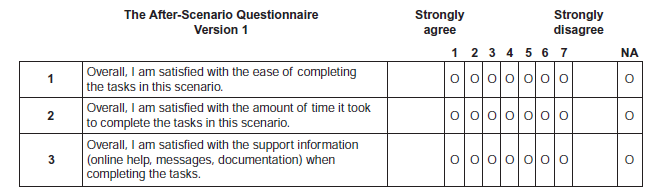 The After-Scenario Questionnaire
Version 1
Strongly agree
Strongly disagree
1 2 3 4 5 6 7 NA
1 Overall, I am satisfied with the ease of completing
the tasks in this scenario.
O O O O O O O O
2 Overall, I am satisfied with the amount of time it took
to complete the tasks in this scenario.
O O O O O O O O
3 Overall, I am satisfied with the support information
(online help, messages, documentation) when
completing the tasks.
O O O O O O O O